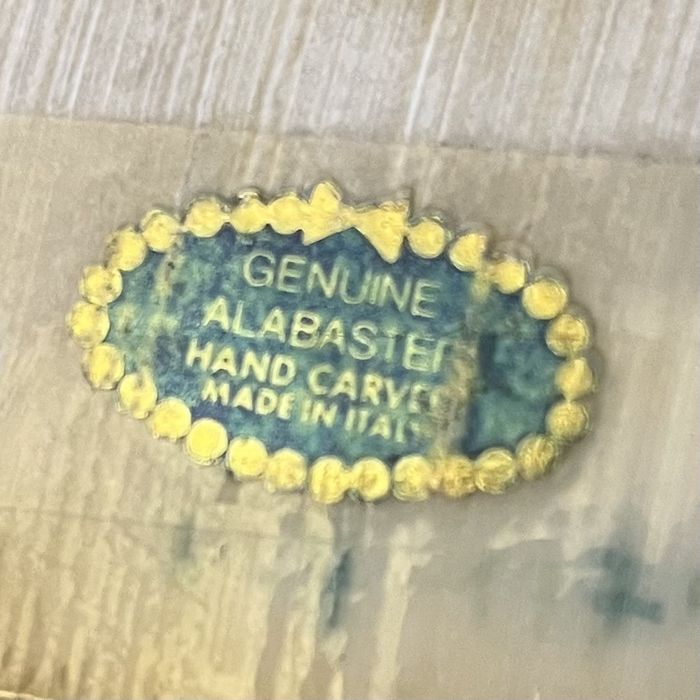 GENUINE
ALABASTER
HAND CARVED
MADE IN ITALY